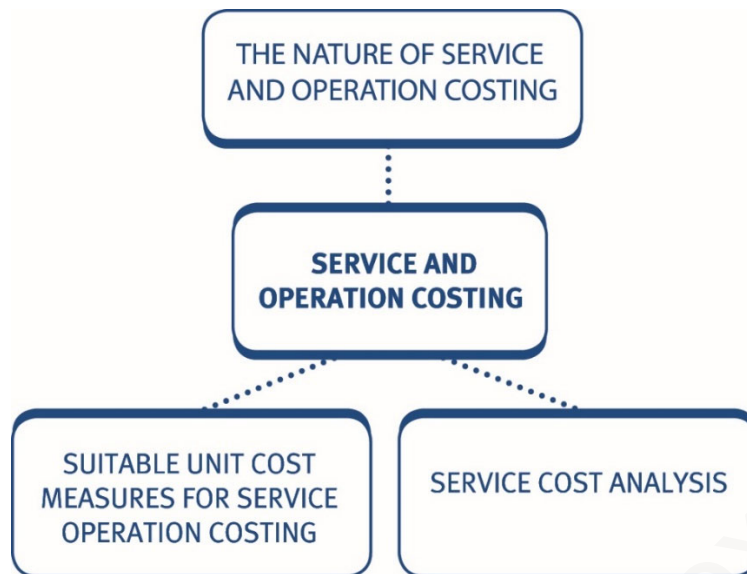 THE NATURE OF SERVICE
AND OPERATION COSTING
SERVICE AND
OPERATION COSTING
SUITABLE UNIT COST
MEASURES FOR SERVICE
OPERATION COSTING
SERVICE COST ANALYSIS